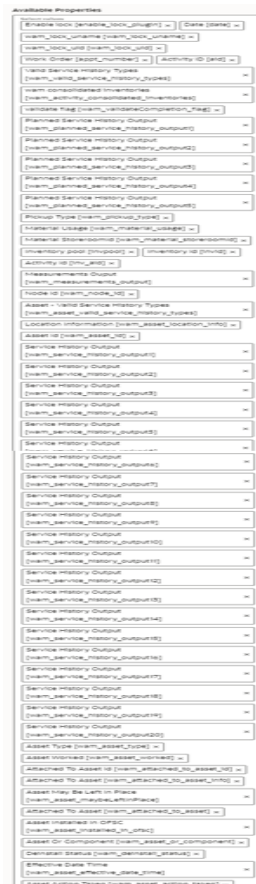 Available Properties
Enable lock [enable_lock_plugin]
Date [date]
wam_lock_uname [wam_lock_uname]
wam_lock_uid [wam_lock_uid]
Work Order [appt_number]
Activity ID [aid]
Valid Service History Types
[wam_valid_service_history_types]
wam consolidated inventories
[wam_activity_consolidated_inventories]
validate flag [wam_validateCompletion_flag]
Planned Service History Output
[wam_planned_service_history_output1]
Planned Service History Output
[wam_planned_service_history_output2]
Planned Service History Output
[wam_planned_service_history_output3]
Planned Service History Output
[wam_planned_service_history_output4]
Planned Service History Output
[wam_planned_service_history_output5]
Pickup Type [wam_pickup_type]
Material Usage [wam_material_usage]
Material Storeroomid [wam_material_storeroomid]
Inventory pool [invpool]
Inventory Id [invid]
Activity id [inv_aid]
Measurements Ouput
[wam_measurements_output]
Node Id [wam_node_id]
Asset - Valid Service History Types
[wam_asset_valid_service_history_types]
Location Information [wam_asset_location_info]
Asset Id [wam_asset_id]
Service History Output
[wam_service_history_output1]
Service History Output
[wam_service_history_output2]
Service History Output
[wam_service_history_output3]
Service History Output
[wam_service_history_output4]
Service History Output
[wam_service_history_output5]
Service History Output
Service History Output
[wam_service_history_output6]
Service History Output
[wam_service_history_output7]
Service History Output
[wam_service_history_output8]
Service History Output
[wam_service_history_output9]
Service History Output
[wam_service_history_output10]
Service History Output
[wam_service_history_output11]
Service History Output
[wam_service_history_output12]
Service History Output
[wam_service_history_output13]
Service History Output
[wam_service_history_output14]
Service History Output
[wam_service_history_output15]
Service History Output
[wam_service_history_output16]
Service History Output
[wam_service_history_output17]
Service History Output
[wam_service_history_output18]
Service History Output
[wam_service_history_output19]
Service History Output
[wam_service_history_output20]
Asset Type [wam_asset_type]
Asset Worked [wam_asset_worked]
Attached To Asset Id [wam_attached_to_asset_id]
Attached To Asset [wam_attached_to_asset_info]
Asset May Be Left In Place
[wam_asset_maybeLeftInPlace]
Attached To Asset [wam_attached_to_asset]
Asset Installed in OFSC
[wam_asset_installed_in_ofsc]
Asset Or Component [wam_asset_or_component]
Deinstall Status [wam_deinstall_status]
Effective Date Time
[wam_asset_effective_date_time]